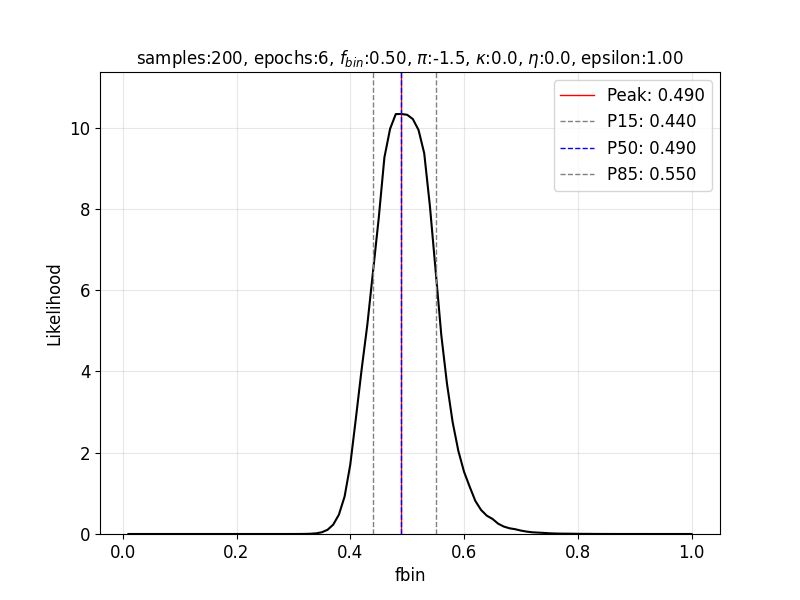 samples:200, epochs:6, $f_{bin}$:0.50, π:-1.5, κ:0.0, η:0.0, epsilon:1.00
Peak: 0.490
P15: 0.440
P50: 0.490
P85: 0.550
Likelihood
10
8
6
4
2
0
0.0 0.2 0.4 0.6 0.8 1.0
fbin